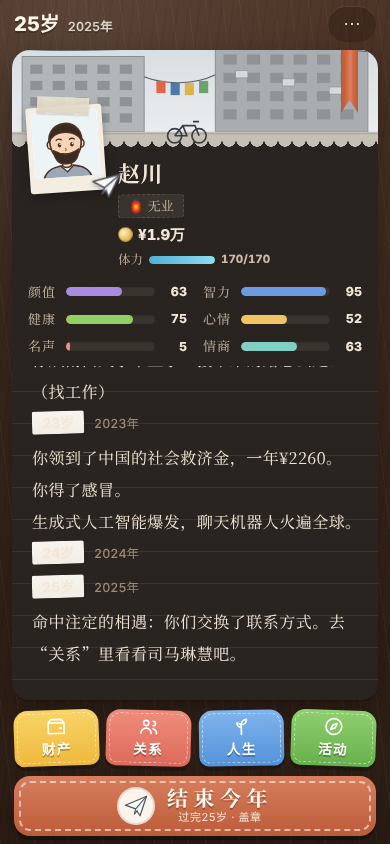 25岁 2025年
赵川
无业
¥1.9万
体力 170/170
颜值 63 智力 95
健康 75 心情 52
名声 5 情商 63
（找工作）
23岁 2023年
你领到了中国的社会救济金，一年¥2260。
你得了感冒。
生成式人工智能爆发，聊天机器人火遍全球。
24岁 2024年
25岁 2025年
命中注定的相遇：你们交换了联系方式。去
“关系”里看看司马琳慧吧。
财产 关系 人生 活动
结束今年
过完25岁 · 盖章